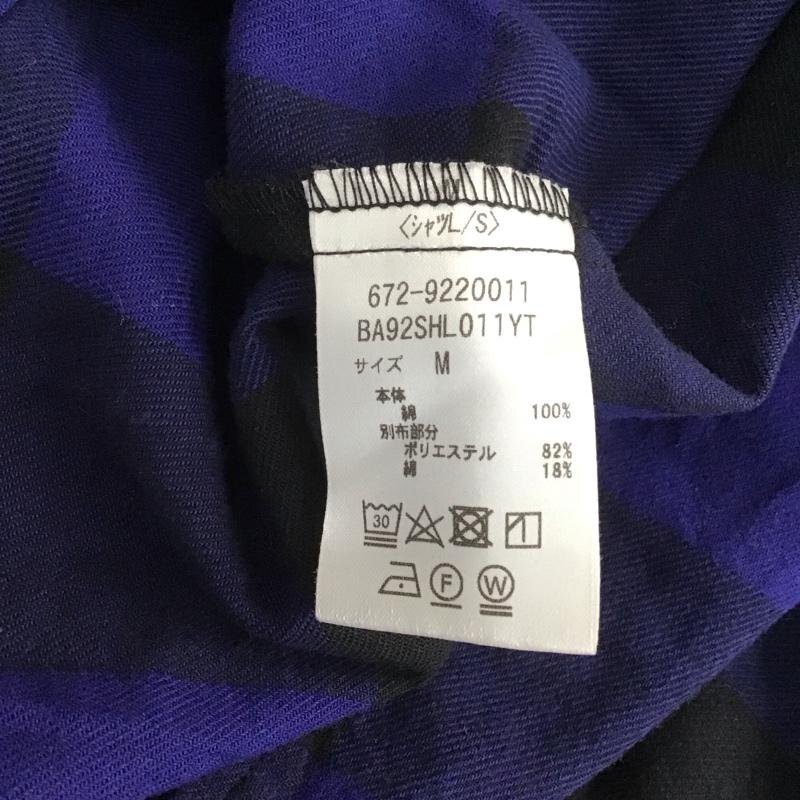 〈シャツL/S〉
672-9220011
BA92SHL011YT
サイズ M
本体
綿 100%
別布部分
ポリエステル 82%
綿 18%
30
F W